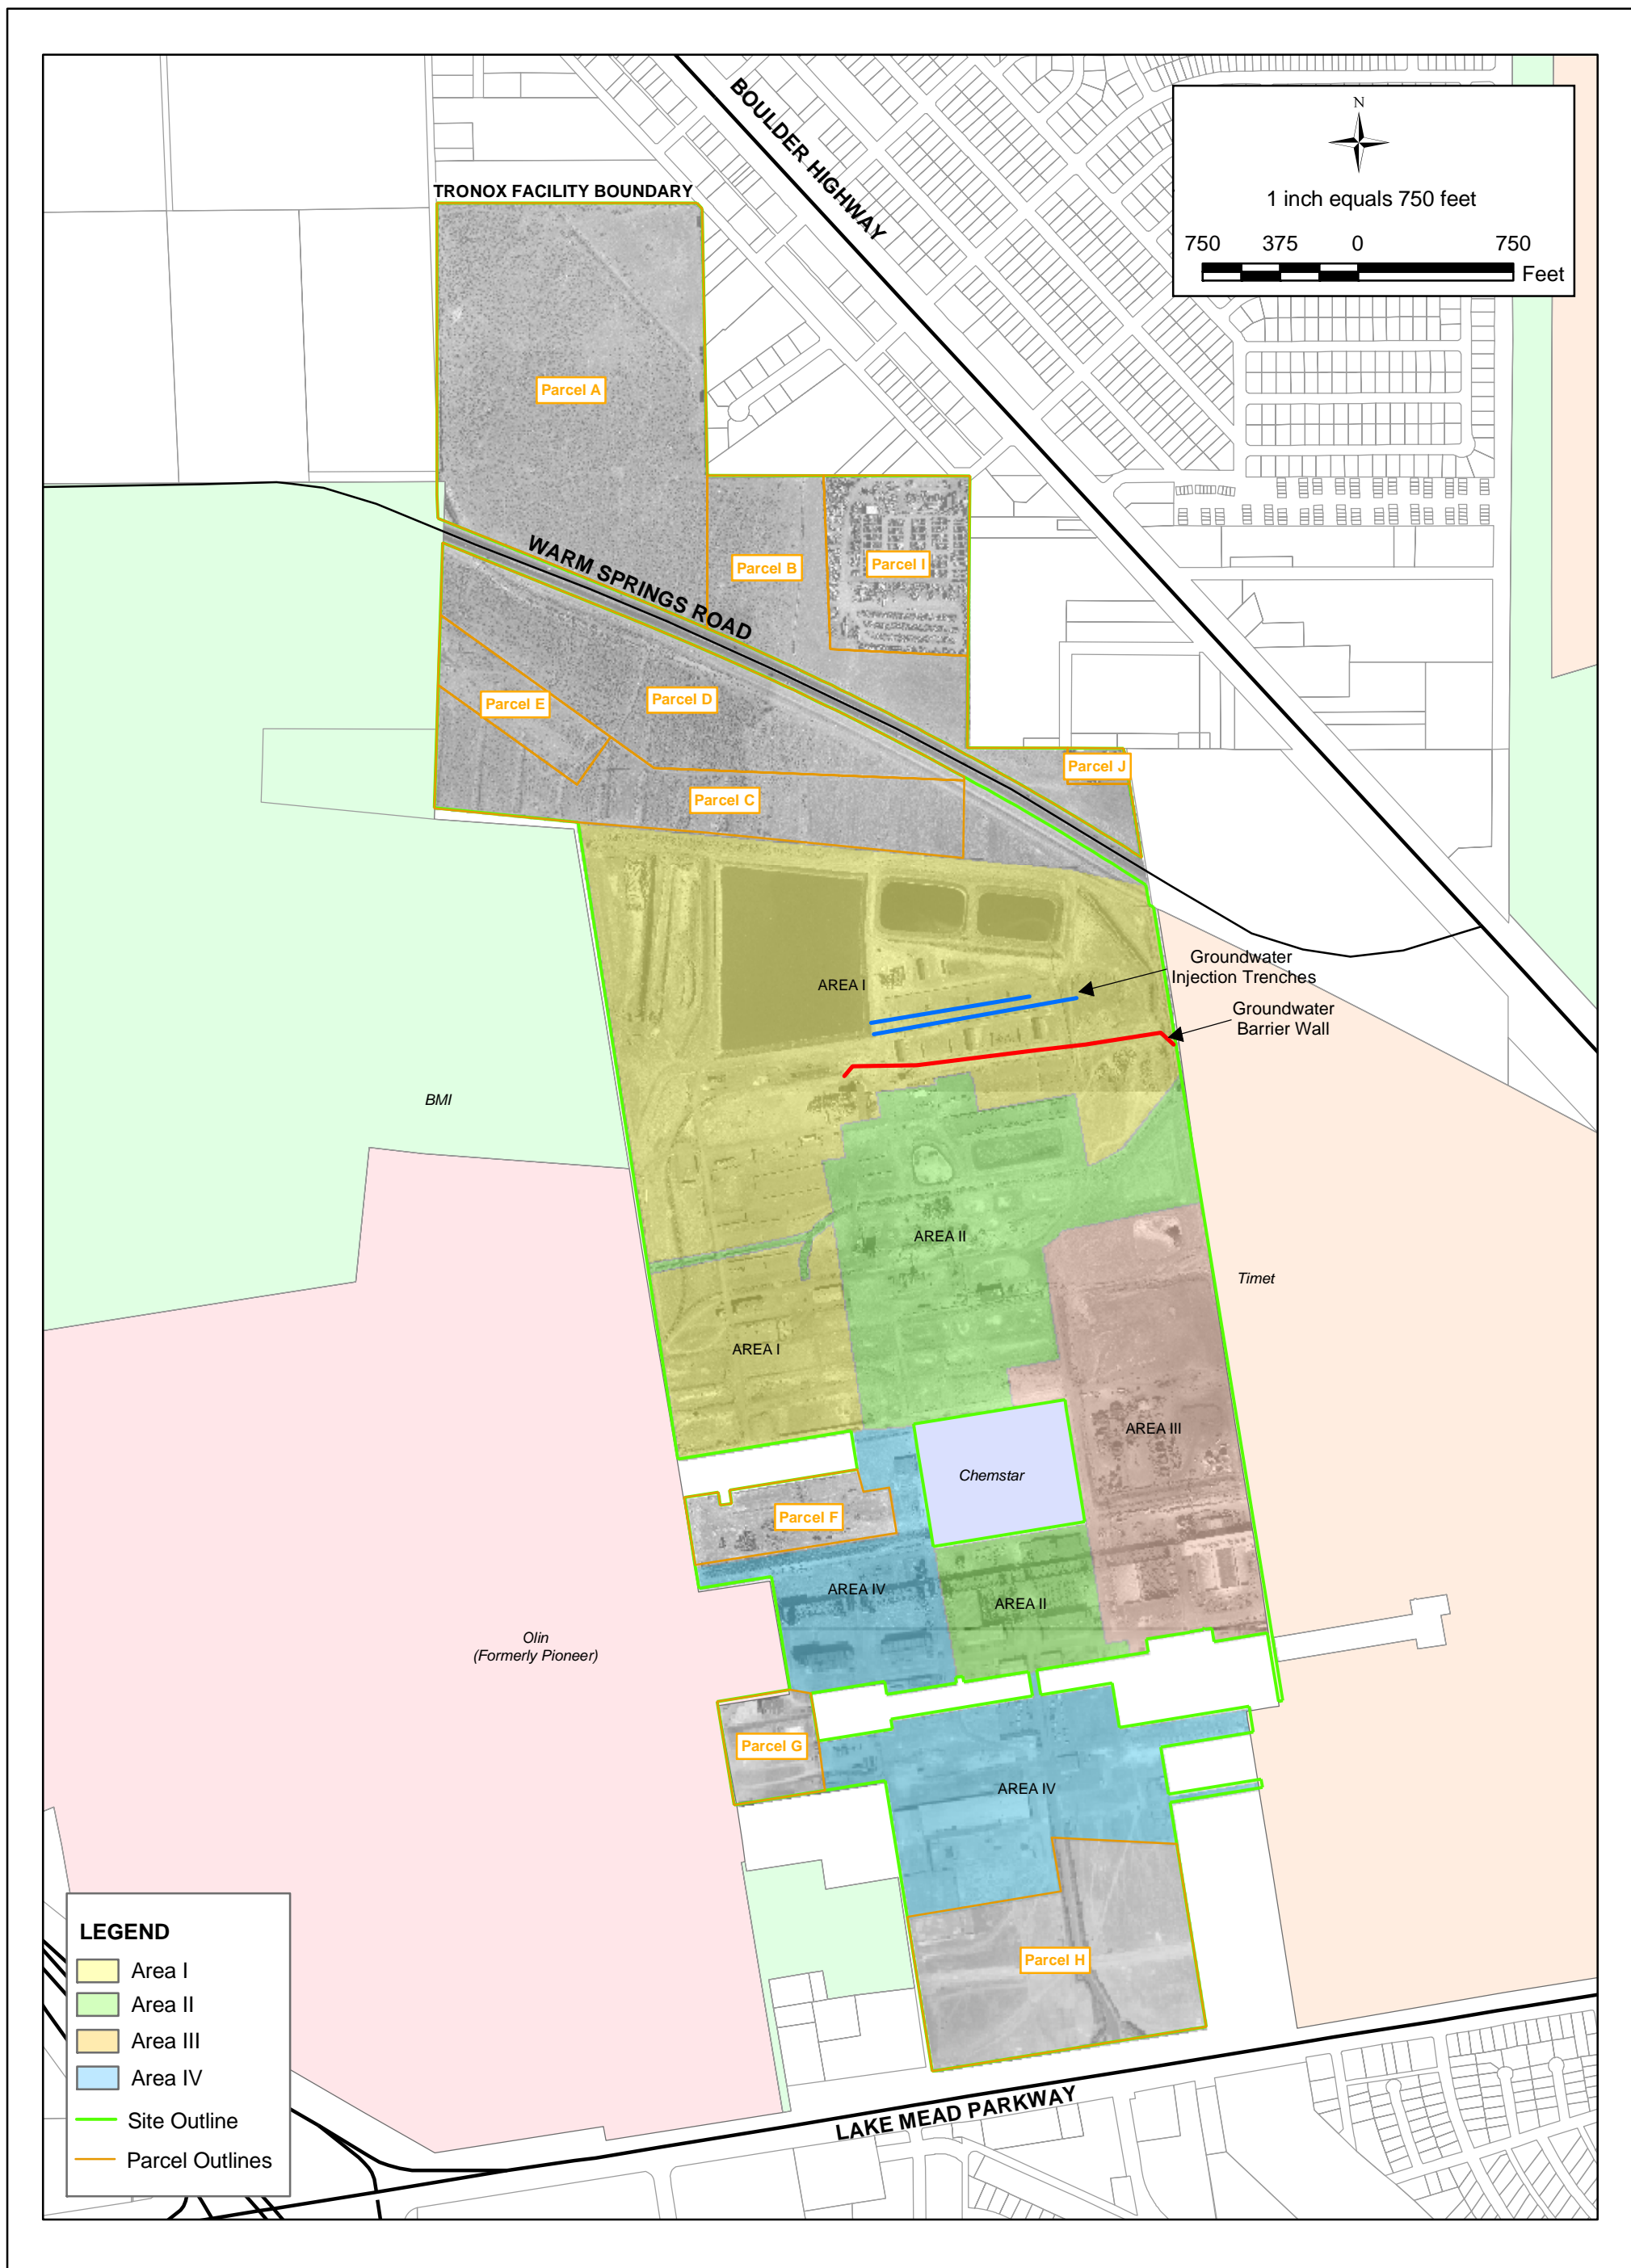 BOULDER HIGHWAY
N
1 inch equals 750 feet
750 375 0 750
Feet
TRONOX FACILITY BOUNDARY
Parcel A
WARM SPRINGS ROAD
Parcel B
Parcel I
Parcel E
Parcel D
Parcel J
Parcel C
Groundwater
Injection Trenches
AREA I
Groundwater
Barrier Wall
BMI
AREA II
Timet
AREA I
AREA III
Chemstar
Parcel F
AREA IV
AREA II
Olin
(Formerly Pioneer)
Parcel G
AREA IV
Parcel H
LEGEND
Area I
Area II
Area III
Area IV
Site Outline
Parcel Outlines
LAKE MEAD PARKWAY